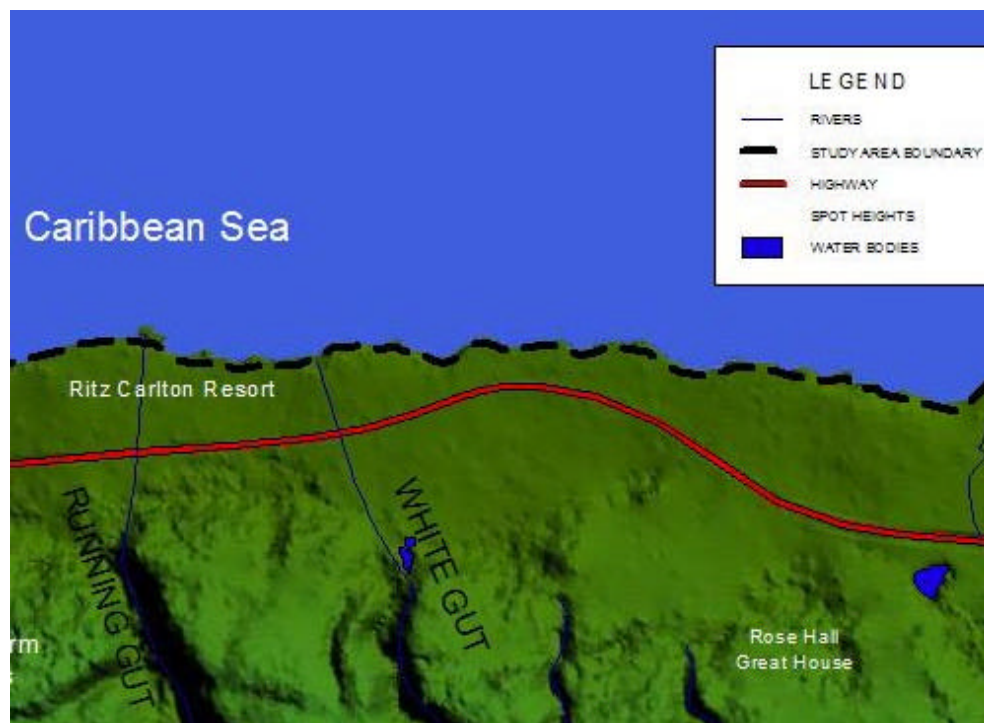 LEGEND
RIVERS
STUDY AREA BOUNDARY
HIGHWAY
SPOT HEIGHTS
WATER BODIES
Caribbean Sea
Ritz Carlton Resort
RUNNING GUT
WHITE GUT
Rose Hall
Great House